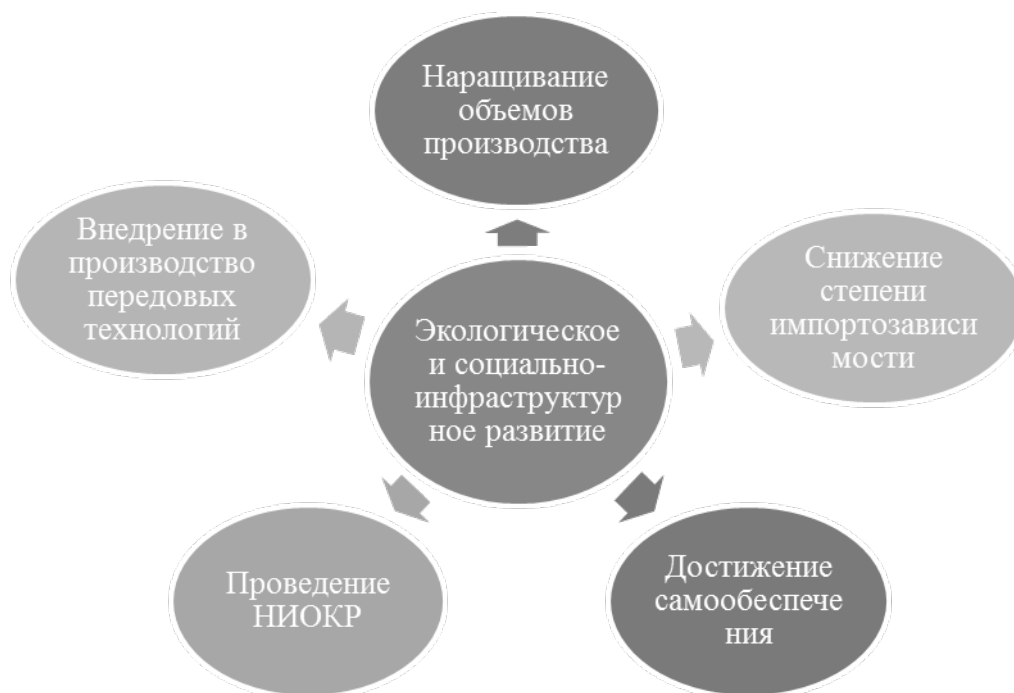 Наращивание
объемов
производства
Внедрение в
производство
передовых
технологий
Снижение
степени
импортозависи
мости
Экологическое
и социально-
инфраструктур
ное развитие
Проведение
НИОКР
Достижение
самообеспече
ния